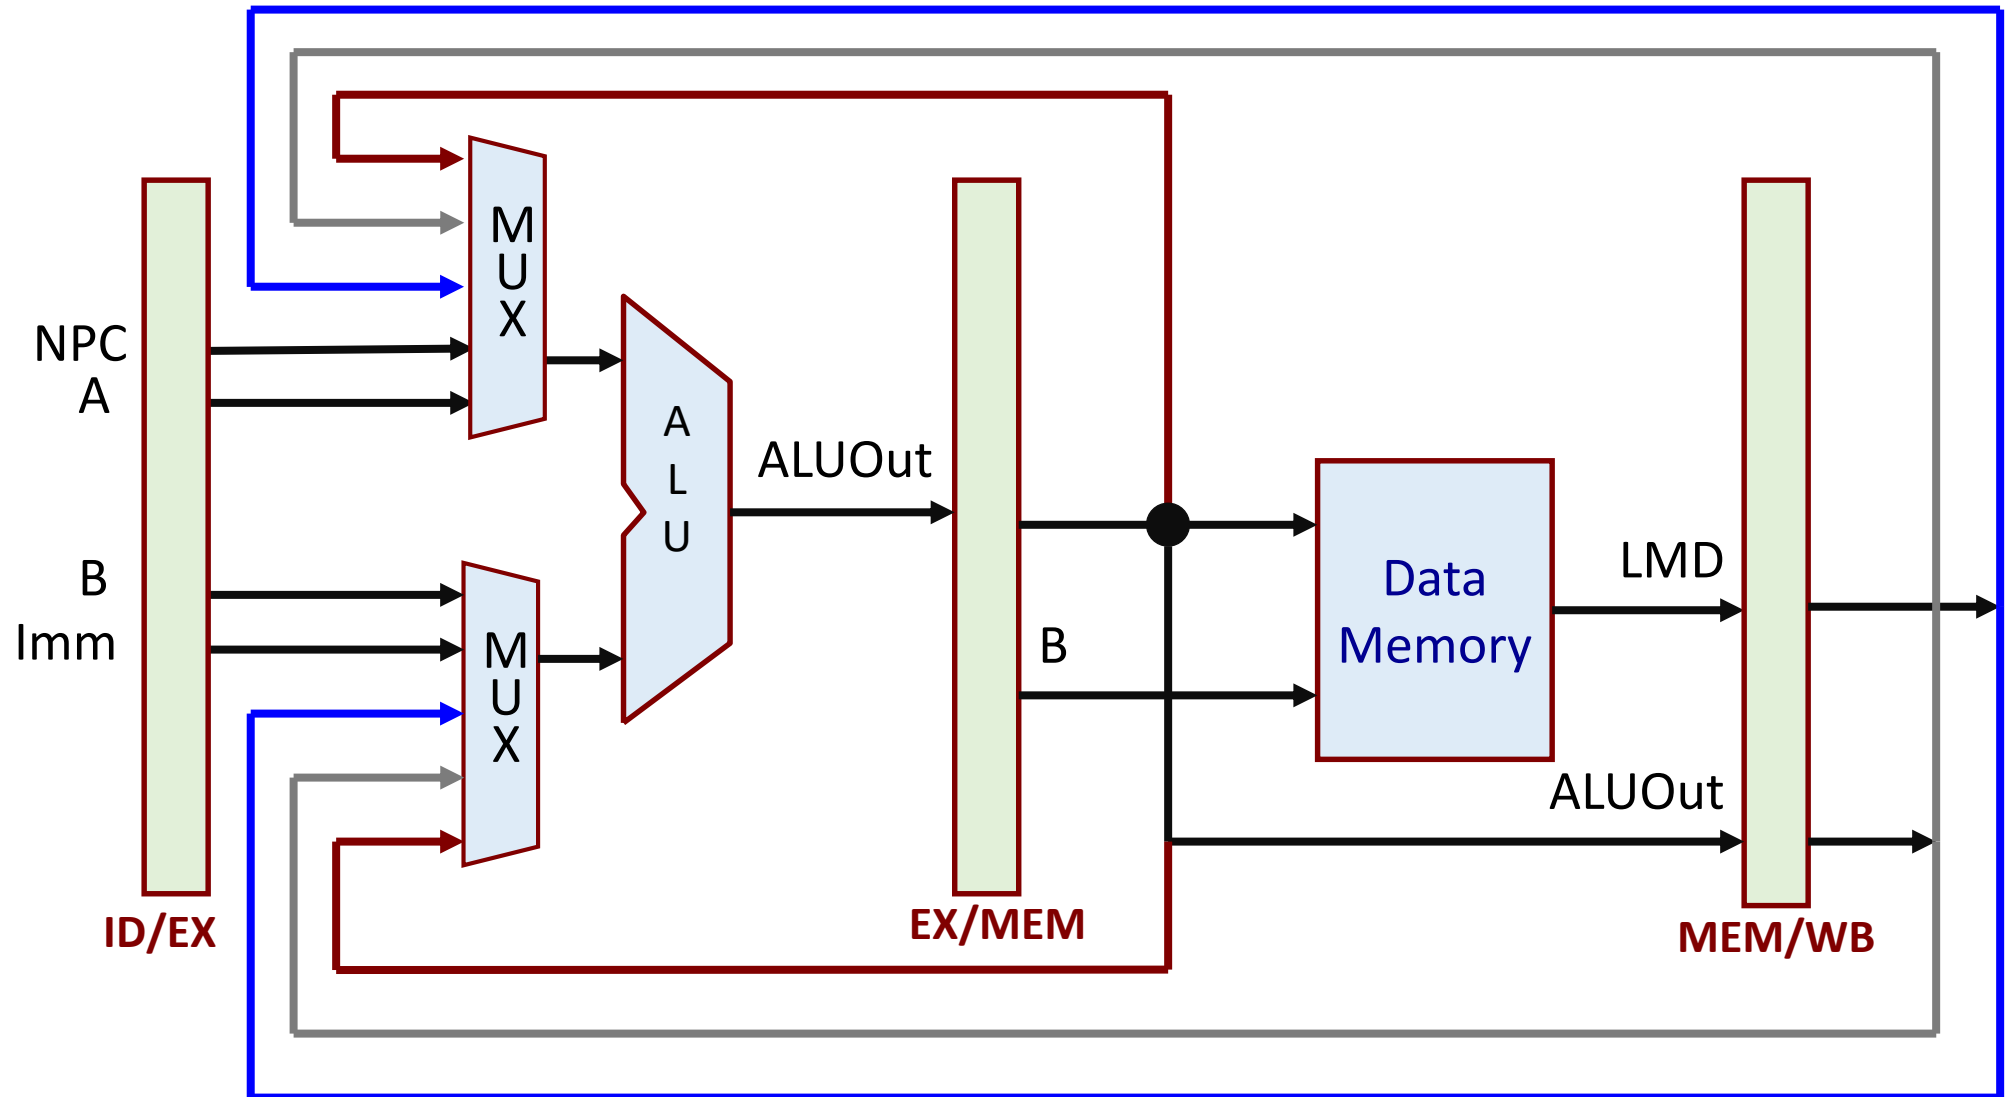 M
U
X
NPC
A
A
L
U
ALUOut
B
Imm
M
U
X
B
Data
Memory
LMD
ALUOut
ID/EX
EX/MEM
MEM/WB